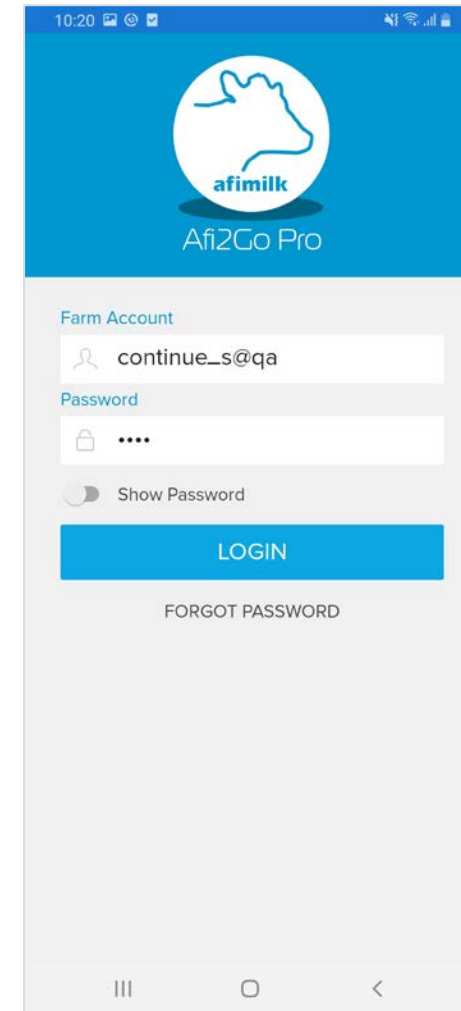 10:20
afimilk
Afi2Go Pro
Farm Account
continue_s@qa
Password
••••
Show Password
LOGIN
FORGOT PASSWORD